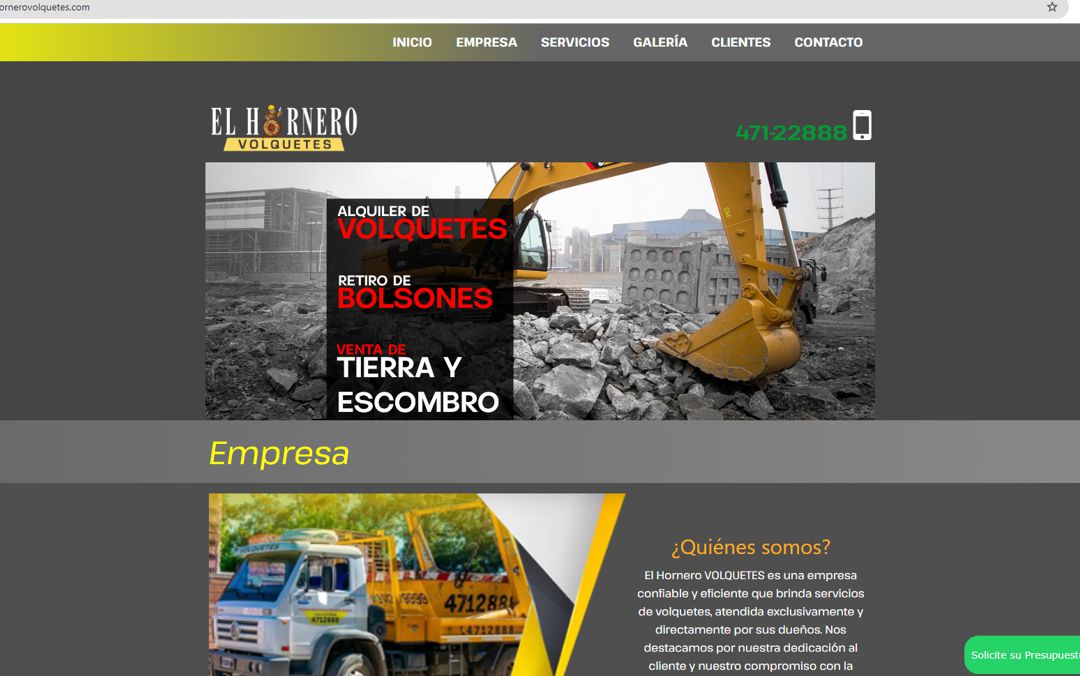 ornerovolquetes.com
INICIO EMPRESA SERVICIOS GALERÍA CLIENTES CONTACTO
EL HORNERO
VOLQUETES
471-22888
ALQUILER DE
VOLQUETES
RETIRO DE
BOLSONES
VENTA DE
TIERRA Y
ESCOMBRO
Empresa
VOLQUETES
4712888
4712888
4712888
¿Quiénes somos?
El Hornero VOLQUETES es una empresa
confiable y eficiente que brinda servicios
de volquetes, atendida exclusivamente y
directamente por sus dueños. Nos
destacamos por nuestra dedicación al
cliente y nuestro compromiso con la
Solicite su Presupuesto